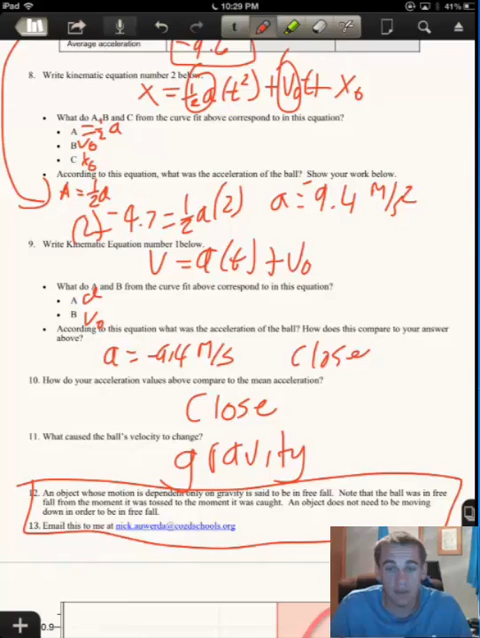 iPad
10:29 PM
41%
Average acceleration
-9.6
8. Write kinematic equation number 2 below.
x = ½a(t²) + v₀t + x₀
• What do A, B and C from the curve fit above correspond to in this equation?
• A = ½a
• B v₀
• C x₀
• According to this equation, what was the acceleration of the ball? Show your work below.
A = ½a
(2) -4.7 = ½a(2) a = -9.4 m/s²
9. Write Kinematic Equation number 1below.
V = a(t) + V₀
• What do A and B from the curve fit above correspond to in this equation?
• A a
• B V₀
• According to this equation what was the acceleration of the ball? How does this compare to your answer
above?
a = -9.4 m/s close
10. How do your acceleration values above compare to the mean acceleration?
Close
11. What caused the ball's velocity to change?
gravity
12. An object whose motion is dependent only on gravity is said to be in free fall. Note that the ball was in free
fall from the moment it was tossed to the moment it was caught. An object does not need to be moving
down in order to be in free fall.
13. Email this to me at nick.auwerda@cozdschools.org
0.9